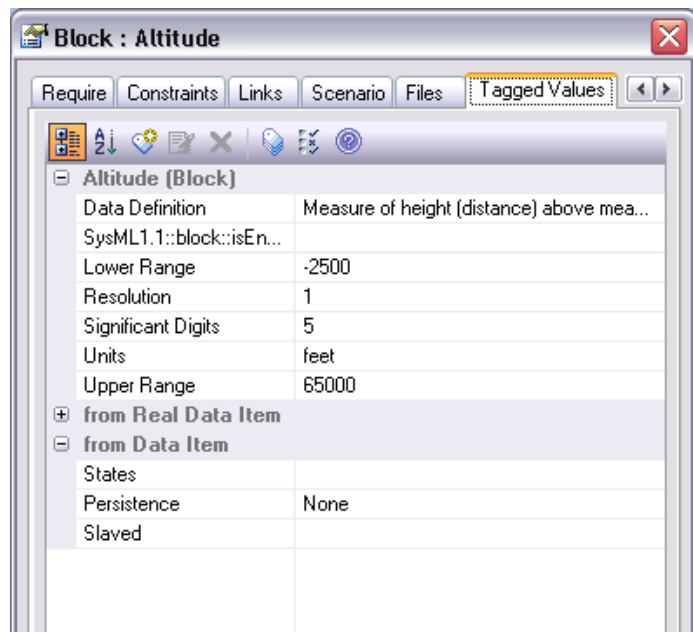 Block : Altitude
Require Constraints Links Scenario Files Tagged Values
Altitude (Block)
Data Definition Measure of height (distance) above mea...
SysML1.1::block::isEn...
Lower Range -2500
Resolution 1
Significant Digits 5
Units feet
Upper Range 65000
from Real Data Item
from Data Item
States
Persistence None
Slaved